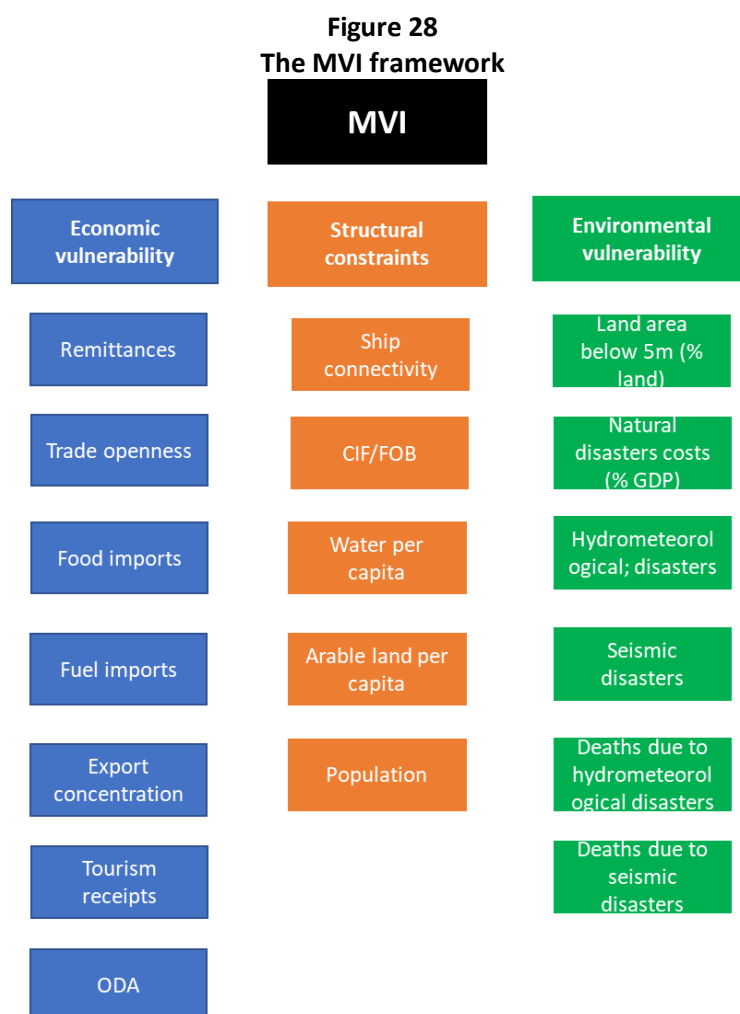 Figure 28
The MVI framework
MVI
Economic
vulnerability
Remittances
Trade openness
Food imports
Fuel imports
Export
concentration
Tourism
receipts
ODA
Structural
constraints
Ship
connectivity
CIF/FOB
Water per
capita
Arable land per
capita
Population
Environmental
vulnerability
Land area
below 5m (%
land)
Natural
disasters costs
(% GDP)
Hydrometeorol
ogical; disasters
Seismic
disasters
Deaths due to
hydrometeorol
ogical disasters
Deaths due to
seismic
disasters